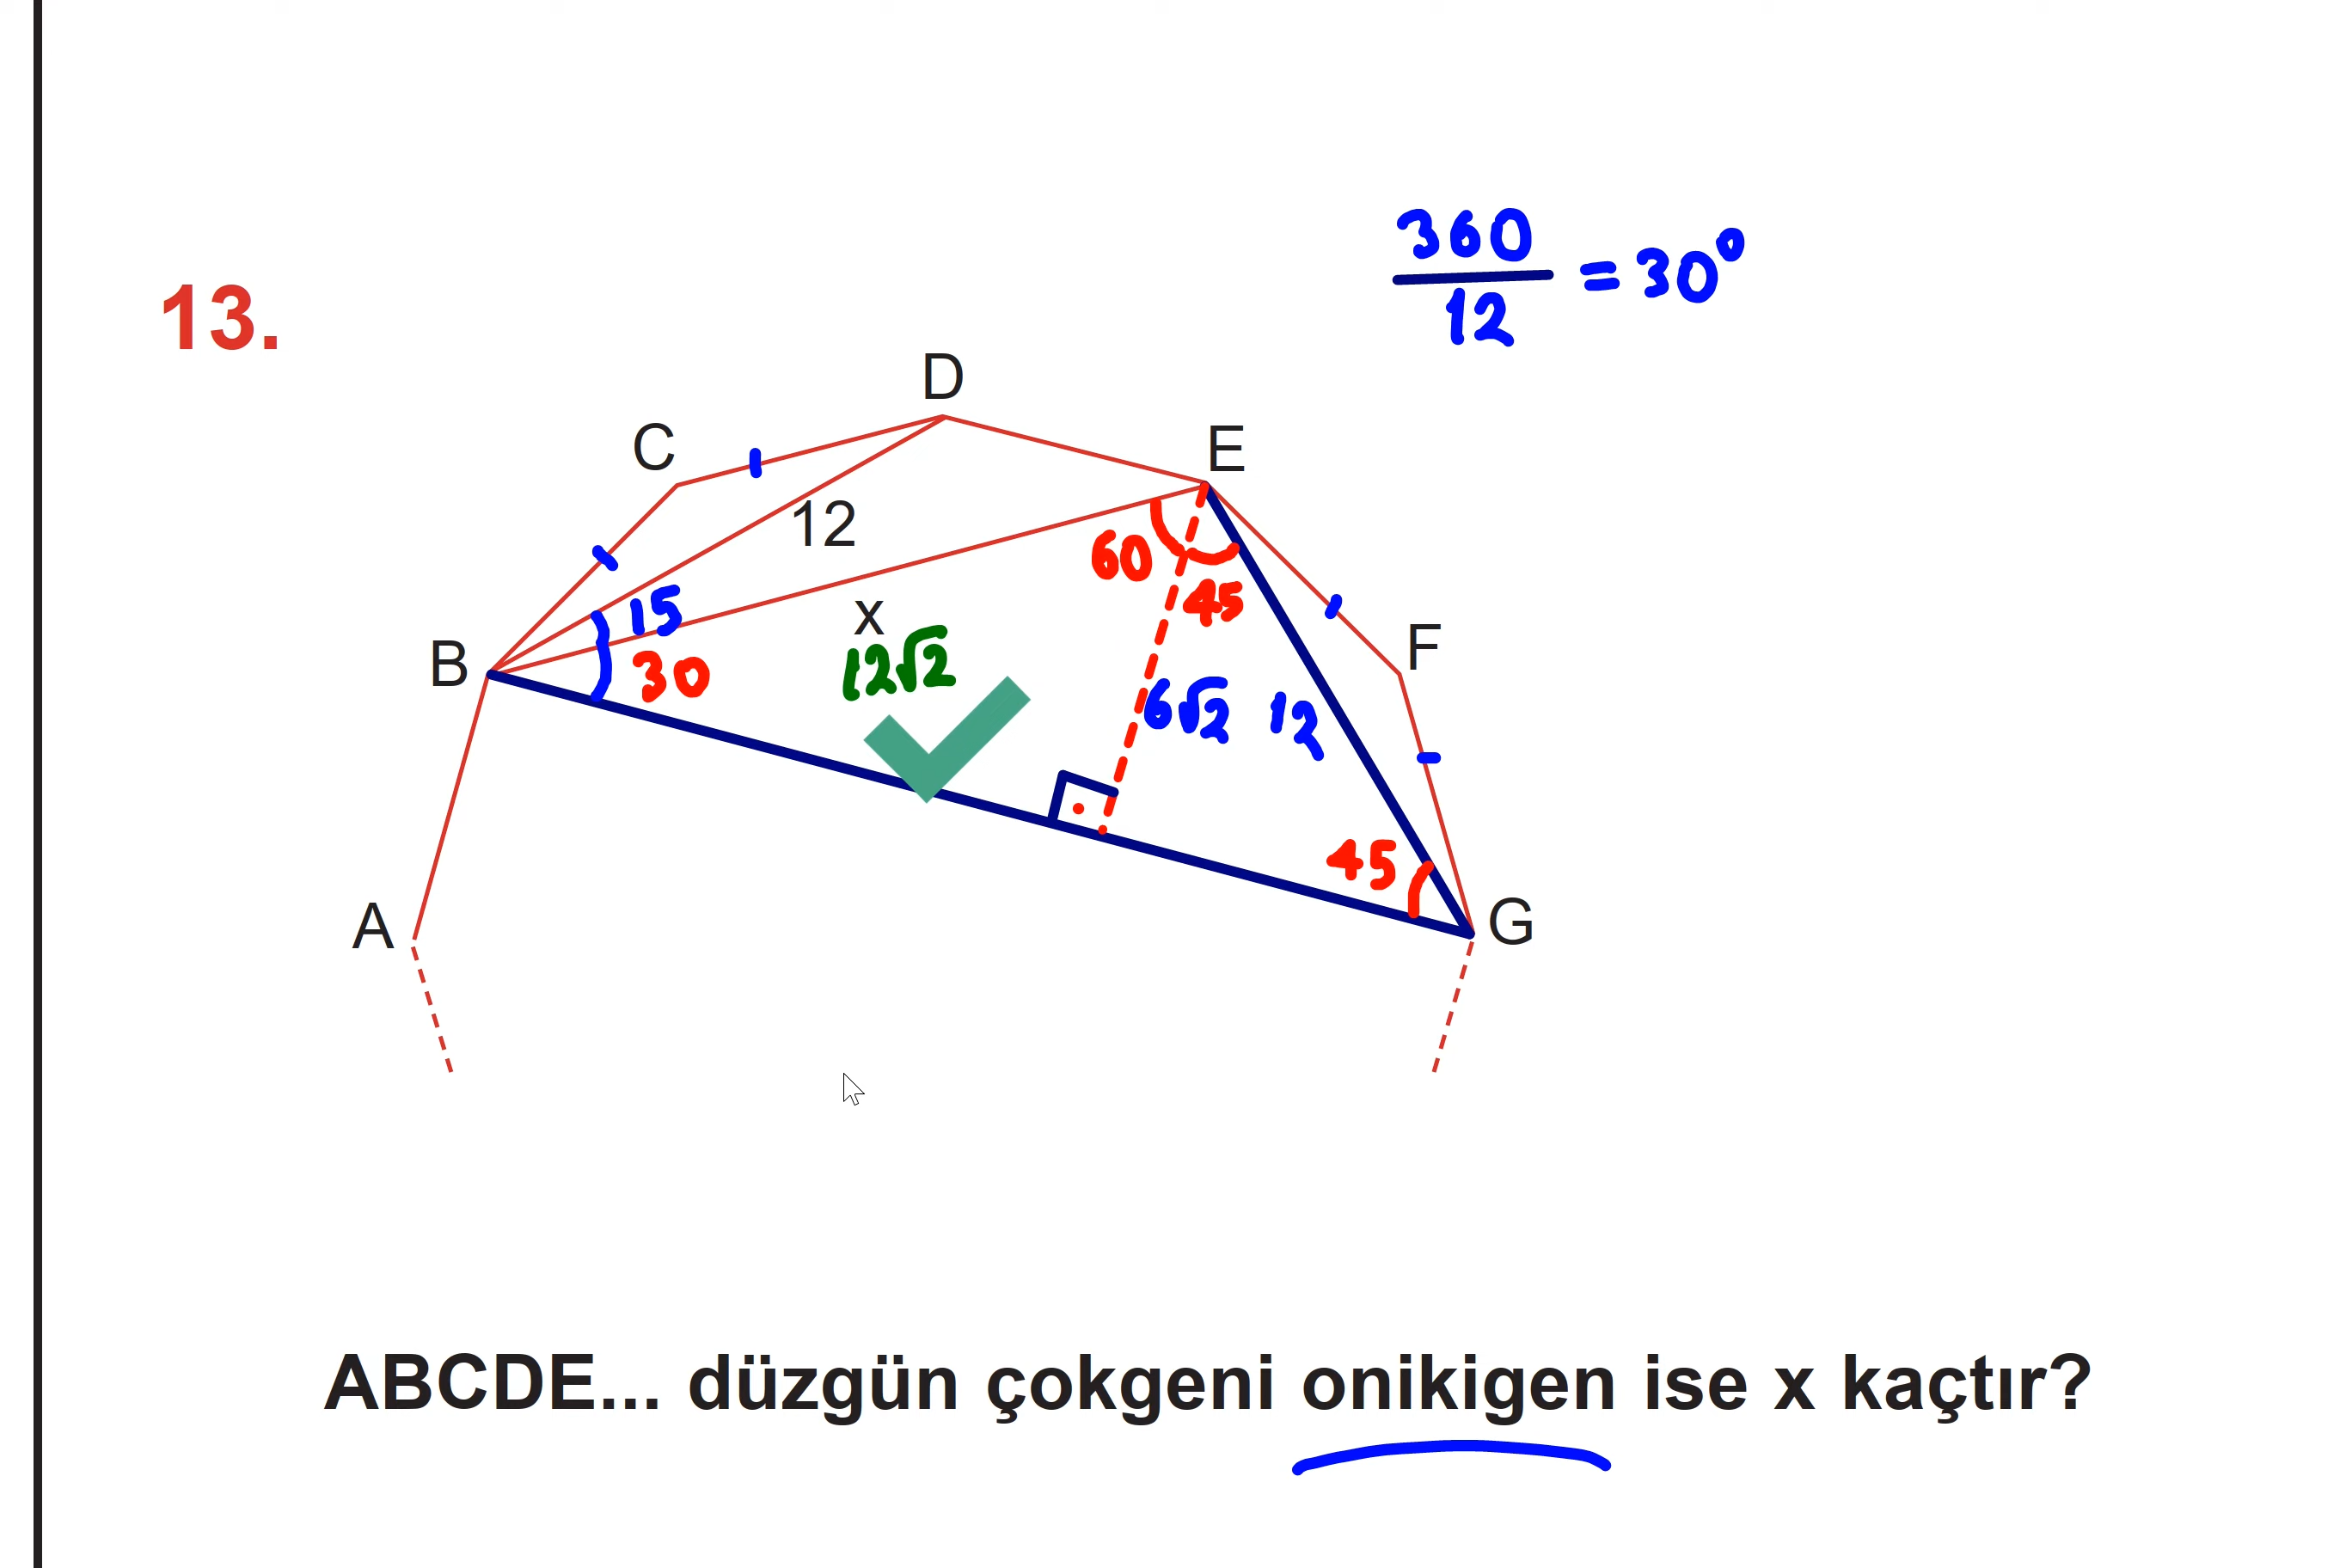 360
12
= 30°
13.
D
C
E
12
15
x
60
45
F
B
30
12√2
6√2
12
45
A
G
ABCDE... düzgün çokgeni onikigen ise x kaçtır?